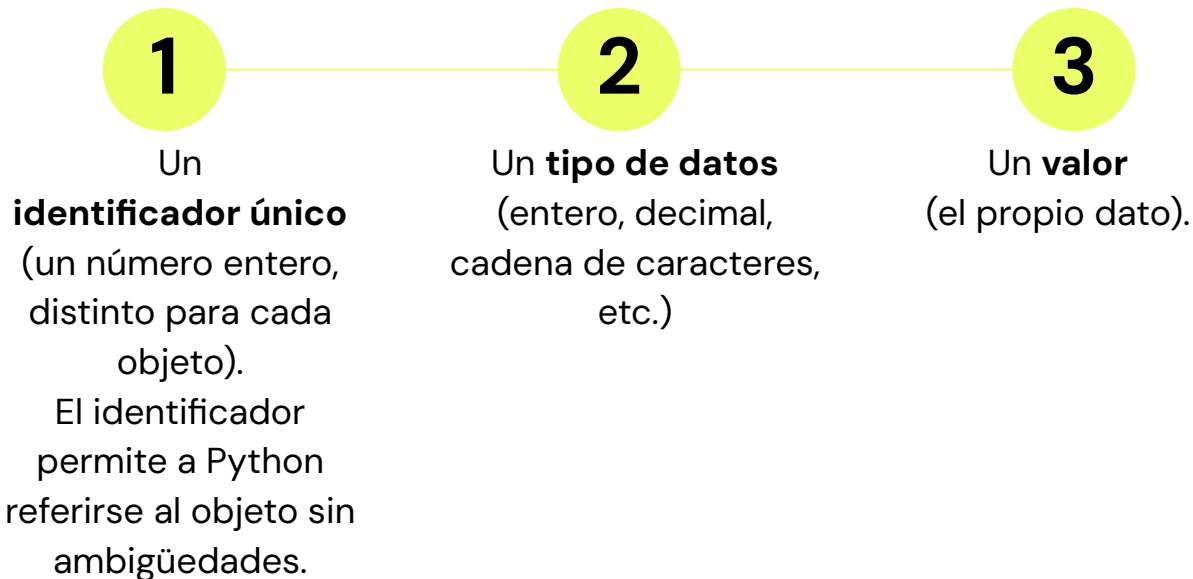 1
Un
identificador único
(un número entero,
distinto para cada
objeto).
El identificador
permite a Python
referirse al objeto sin
ambigüedades.
2
Un tipo de datos
(entero, decimal,
cadena de caracteres,
etc.)
3
Un valor
(el propio dato).